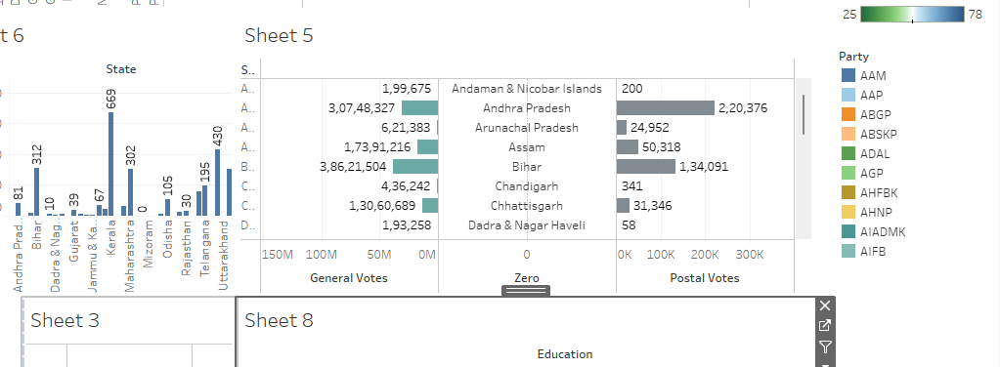 25 78
t 6
Sheet 5
Party
State
S..
AAM
AAP
ABGP
ABSKP
ADAL
AGP
AHFBK
AHNP
AIADMK
AIFB
81
312
10
39
67
669
302
0
105
30
195
430
Andhra Prad..
Bihar
Dadra & Nag..
Gujarat
Jammu & Ka..
Kerala
Maharashtra
Mizoram
Odisha
Rajasthan
Telangana
Uttarakhand
A.. 1,99,675 Andaman & Nicobar Islands 200
A.. 3,07,48,327 Andhra Pradesh 2,20,376
A.. 6,21,383 Arunachal Pradesh 24,952
A.. 1,73,91,216 Assam 50,318
B.. 3,86,21,504 Bihar 1,34,091
C.. 4,36,242 Chandigarh 341
C.. 1,30,60,689 Chhattisgarh 31,346
D.. 1,93,258 Dadra & Nagar Haveli 58
150M 100M 50M 0M 0 0K 100K 200K 300K
General Votes Zero Postal Votes
Sheet 3
Sheet 8
Education